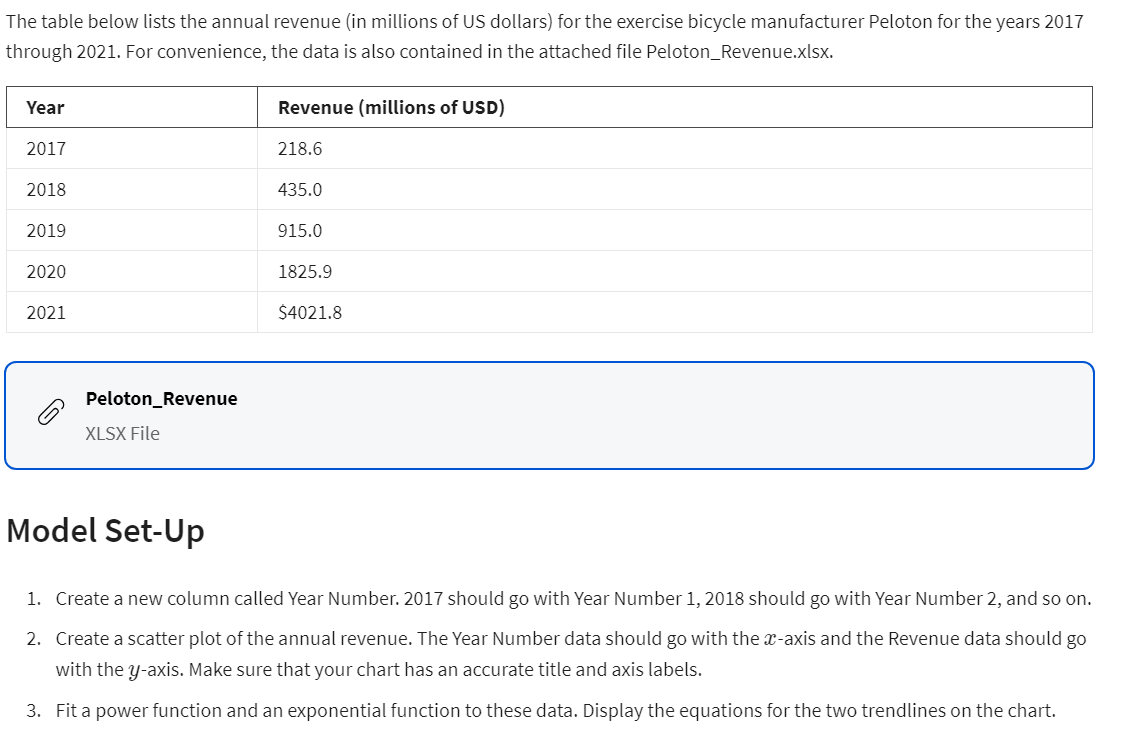 The table below lists the annual revenue (in millions of US dollars) for the exercise bicycle manufacturer Peloton for the years 2017
through 2021. For convenience, the data is also contained in the attached file Peloton_Revenue.xlsx.
Year Revenue (millions of USD)
2017 218.6
2018 435.0
2019 915.0
2020 1825.9
2021 $4021.8
Peloton_Revenue
XLSX File
Model Set-Up
1. Create a new column called Year Number. 2017 should go with Year Number 1, 2018 should go with Year Number 2, and so on.
2. Create a scatter plot of the annual revenue. The Year Number data should go with the x-axis and the Revenue data should go
with the y-axis. Make sure that your chart has an accurate title and axis labels.
3. Fit a power function and an exponential function to these data. Display the equations for the two trendlines on the chart.